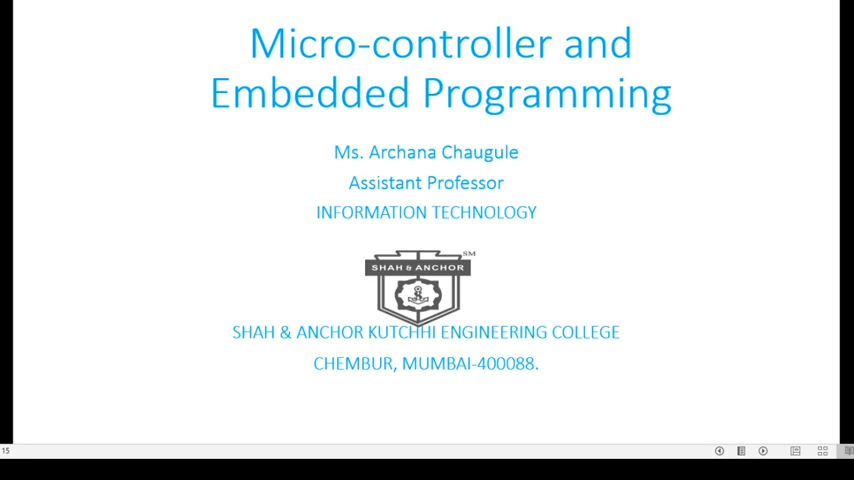 Micro-controller and
Embedded Programming
Ms. Archana Chaugule
Assistant Professor
INFORMATION TECHNOLOGY
SM
SHAH & ANCHOR
SHAH & ANCHOR KUTCHHI ENGINEERING COLLEGE
CHEMBUR, MUMBAI-400088.
15